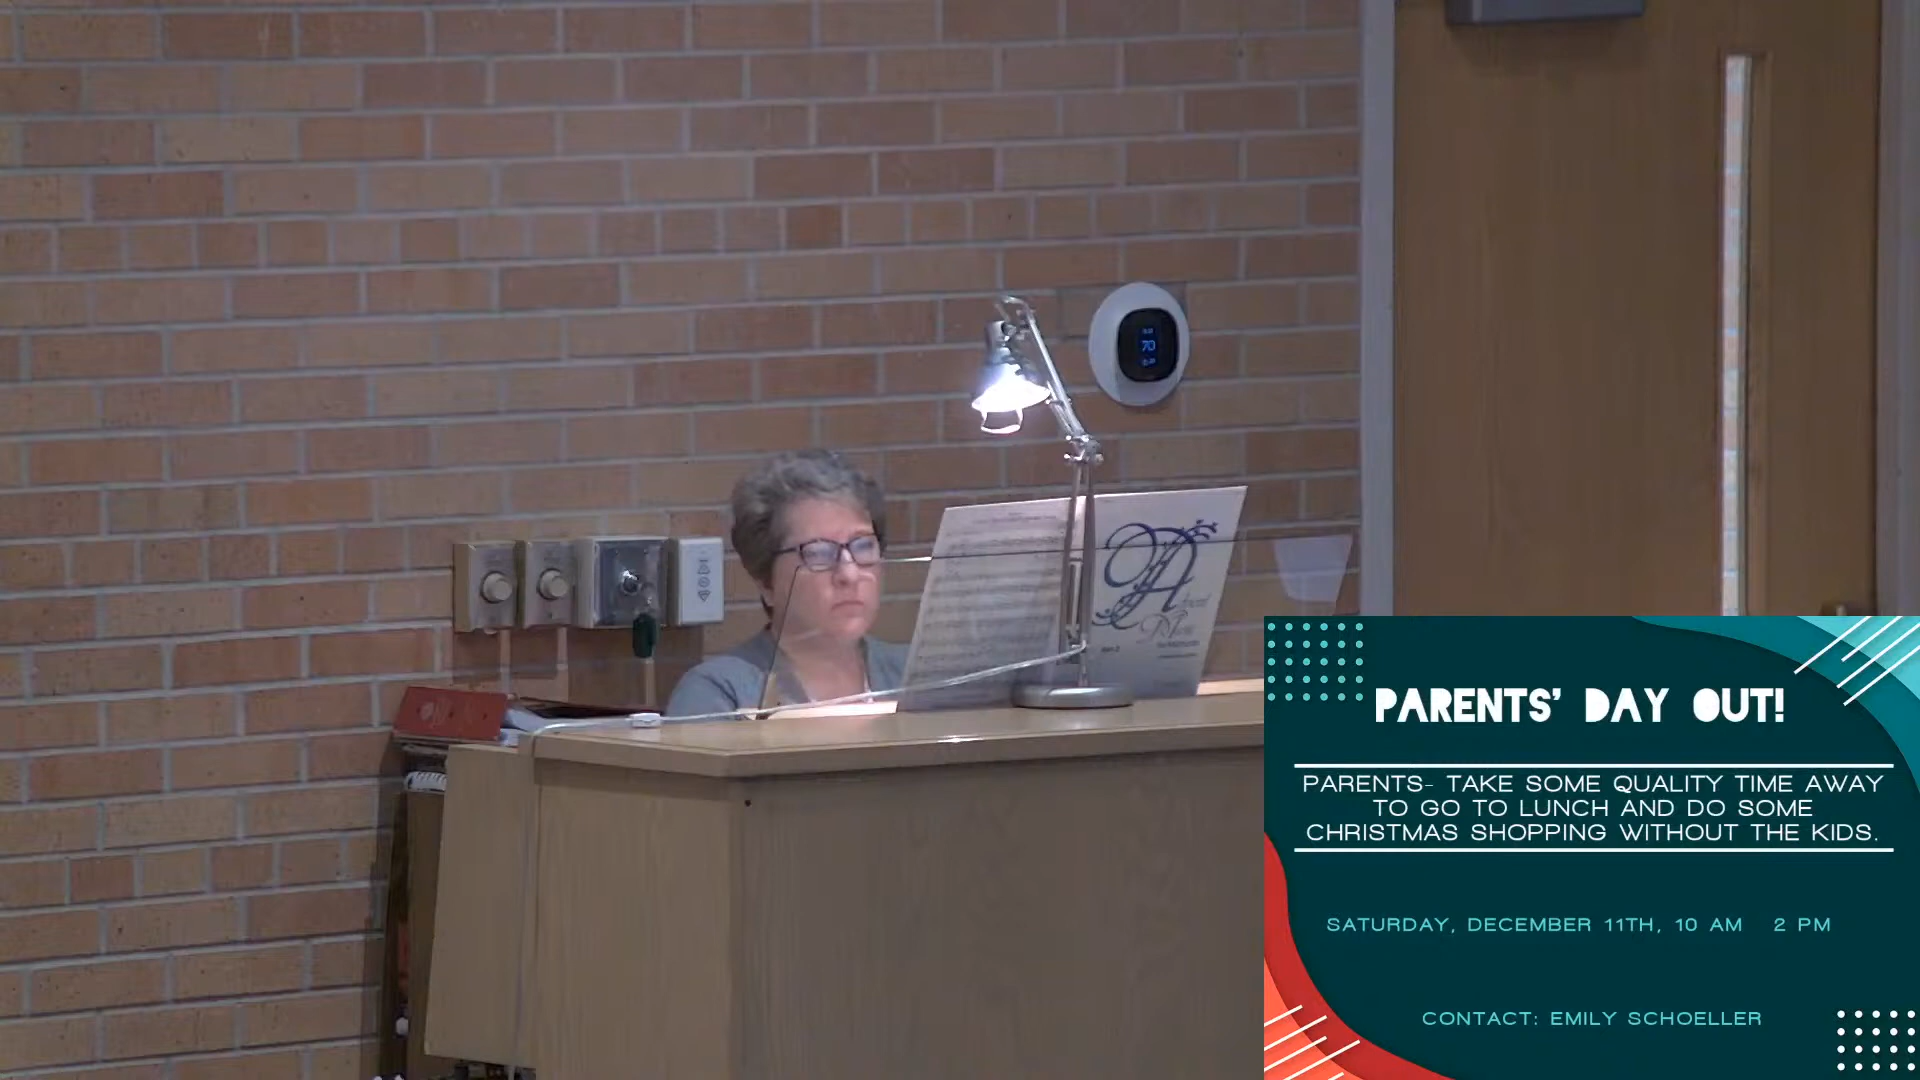 70
PARENTS' DAY OUT!
PARENTS- TAKE SOME QUALITY TIME AWAY
TO GO TO LUNCH AND DO SOME
CHRISTMAS SHOPPING WITHOUT THE KIDS.
SATURDAY, DECEMBER 11TH, 10 AM 2 PM
CONTACT: EMILY SCHOELLER